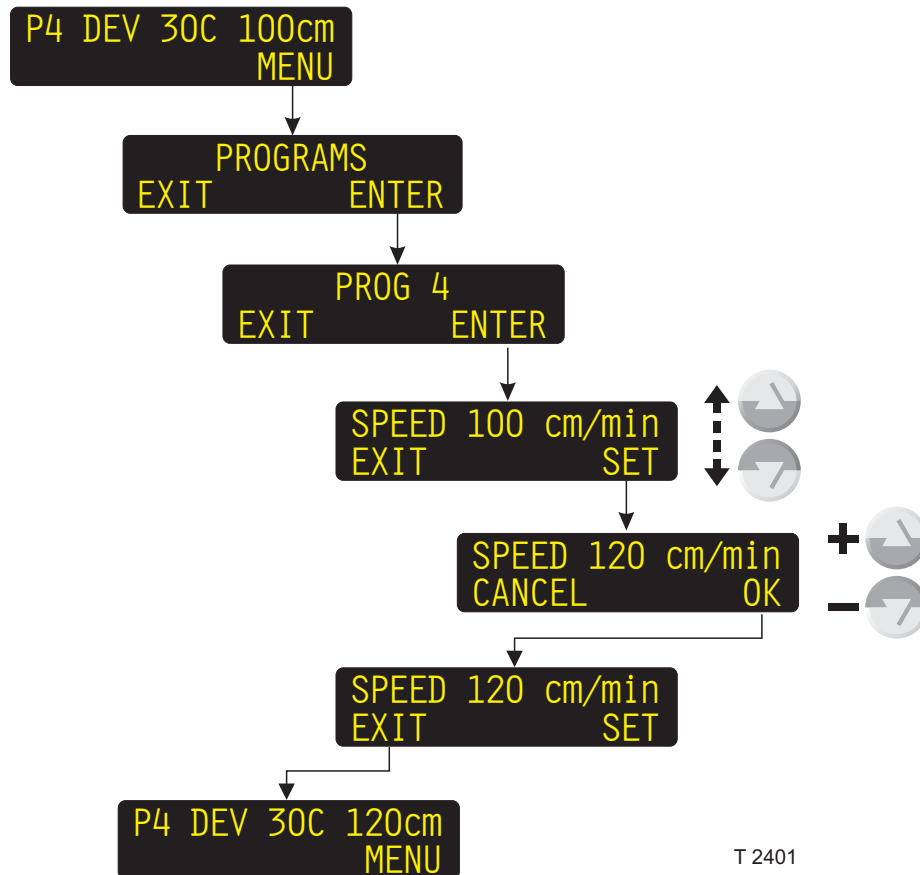 P4 DEV 30C 100cm
MENU
PROGRAMS
EXIT ENTER
PROG 4
EXIT ENTER
SPEED 100 cm/min
EXIT SET
SPEED 120 cm/min
CANCEL OK
+
-
SPEED 120 cm/min
EXIT SET
P4 DEV 30C 120cm
MENU
T 2401